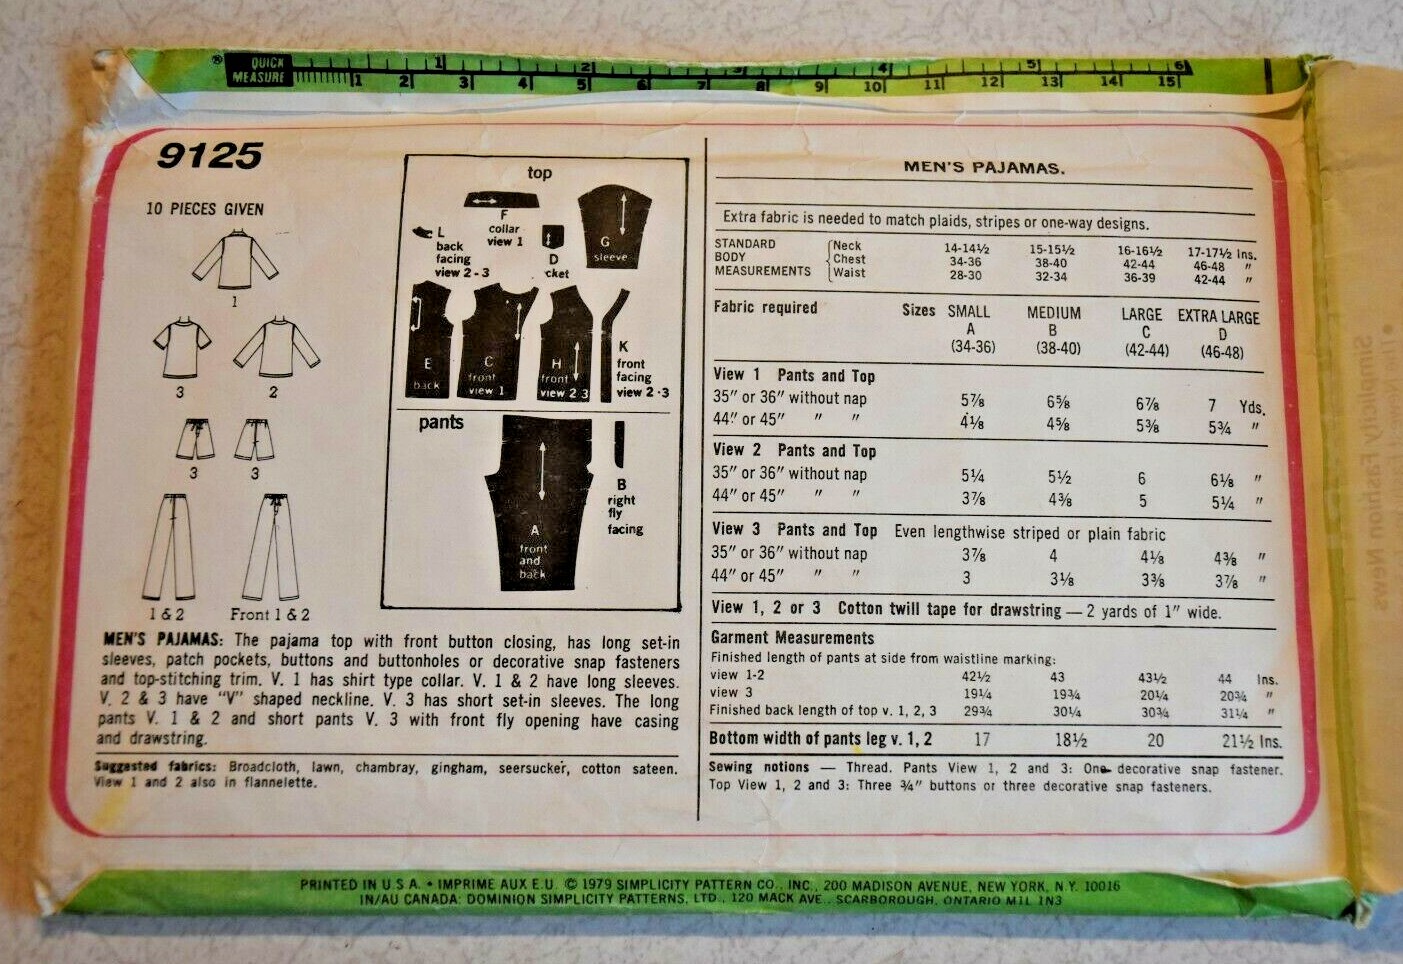 ® QUICK MEASURE
1 2 3 4 5 6
1 2 3 4 5 6 7 8 9 10 11 12 13 14 15
9125
10 PIECES GIVEN
1
3 2
3 3
1 & 2 Front 1 & 2
top
F
collar
view 1
L
back
facing
view 2 - 3
D
cket
G
sleeve
E
back
C
front
view 1
H
front
view 2 3
K
front
facing
view 2 - 3
pants
A
front
and
back
B
right
fly
facing
MEN'S PAJAMAS: The pajama top with front button closing, has long set-in
sleeves, patch pockets, buttons and buttonholes or decorative snap fasteners
and top-stitching trim. V. 1 has shirt type collar. V. 1 & 2 have long sleeves.
V. 2 & 3 have "V" shaped neckline. V. 3 has short set-in sleeves. The long
pants V. 1 & 2 and short pants V. 3 with front fly opening have casing
and drawstring.
Suggested fabrics: Broadcloth, lawn, chambray, gingham, seersucker, cotton sateen.
View 1 and 2 also in flannelette.
MEN'S PAJAMAS.
Extra fabric is needed to match plaids, stripes or one-way designs.
STANDARD Neck 14-14½ 15-15½ 16-16½ 17-17½ Ins.
BODY Chest 34-36 38-40 42-44 46-48 "
MEASUREMENTS Waist 28-30 32-34 36-39 42-44 "
Fabric required Sizes SMALL MEDIUM LARGE EXTRA LARGE
A B C D
(34-36) (38-40) (42-44) (46-48)
View 1 Pants and Top
35" or 36" without nap 5⅞ 6⅝ 6⅞ 7 Yds.
44" or 45" " " 4⅛ 4⅝ 5⅜ 5¾ "
View 2 Pants and Top
35" or 36" without nap 5¼ 5½ 6 6⅛ "
44" or 45" " " 3⅞ 4⅜ 5 5¼ "
View 3 Pants and Top Even lengthwise striped or plain fabric
35" or 36" without nap 3⅞ 4 4⅛ 4⅜ "
44" or 45" " " 3 3⅛ 3⅜ 3⅞ "
View 1, 2 or 3 Cotton twill tape for drawstring — 2 yards of 1" wide.
Garment Measurements
Finished length of pants at side from waistline marking:
view 1-2 42½ 43 43½ 44 Ins.
view 3 19¼ 19¾ 20¼ 20¾ "
Finished back length of top v. 1, 2, 3 29¾ 30¼ 30¾ 31¼ "
Bottom width of pants leg v. 1, 2 17 18½ 20 21½ Ins.
Sewing notions — Thread. Pants View 1, 2 and 3: One decorative snap fastener.
Top View 1, 2 and 3: Three ¾" buttons or three decorative snap fasteners.
PRINTED IN U.S.A. • IMPRIME AUX E.U. © 1979 SIMPLICITY PATTERN CO., INC., 200 MADISON AVENUE, NEW YORK, N.Y. 10016
IN/AU CANADA: DOMINION SIMPLICITY PATTERNS, LTD., 120 MACK AVE., SCARBOROUGH, ONTARIO M1L 1N3
Simplicity Fashion News